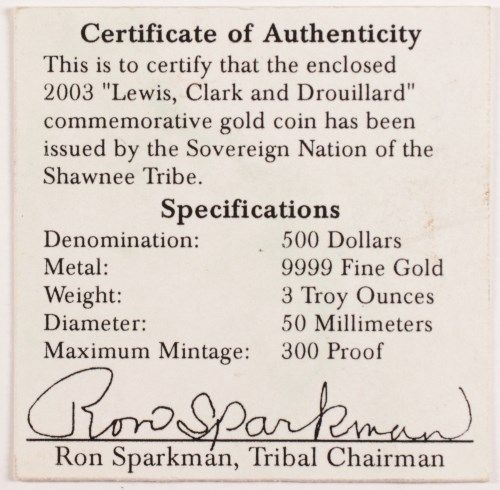 Certificate of Authenticity
This is to certify that the enclosed
2003 "Lewis, Clark and Drouillard"
commemorative gold coin has been
issued by the Sovereign Nation of the
Shawnee Tribe.
Specifications
Denomination: 500 Dollars
Metal: 9999 Fine Gold
Weight: 3 Troy Ounces
Diameter: 50 Millimeters
Maximum Mintage: 300 Proof
Ron Sparkman
Ron Sparkman, Tribal Chairman